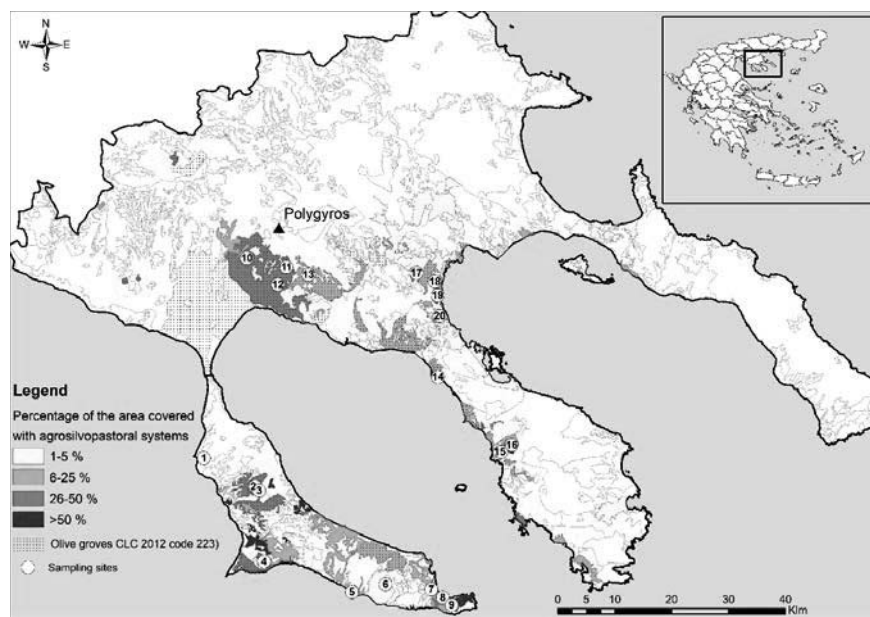 N
W E
S
Polygyros
10
11
12
13
17
18
19
20
14
15 16
1
2 3
4
5
6
7
8
9
Legend
Percentage of the area covered
with agrosilvopastoral systems
1-5 %
6-25 %
26-50 %
>50 %
Olive groves CLC 2012 code 223)
Sampling sites
0 5 10 20 30 40
Klm